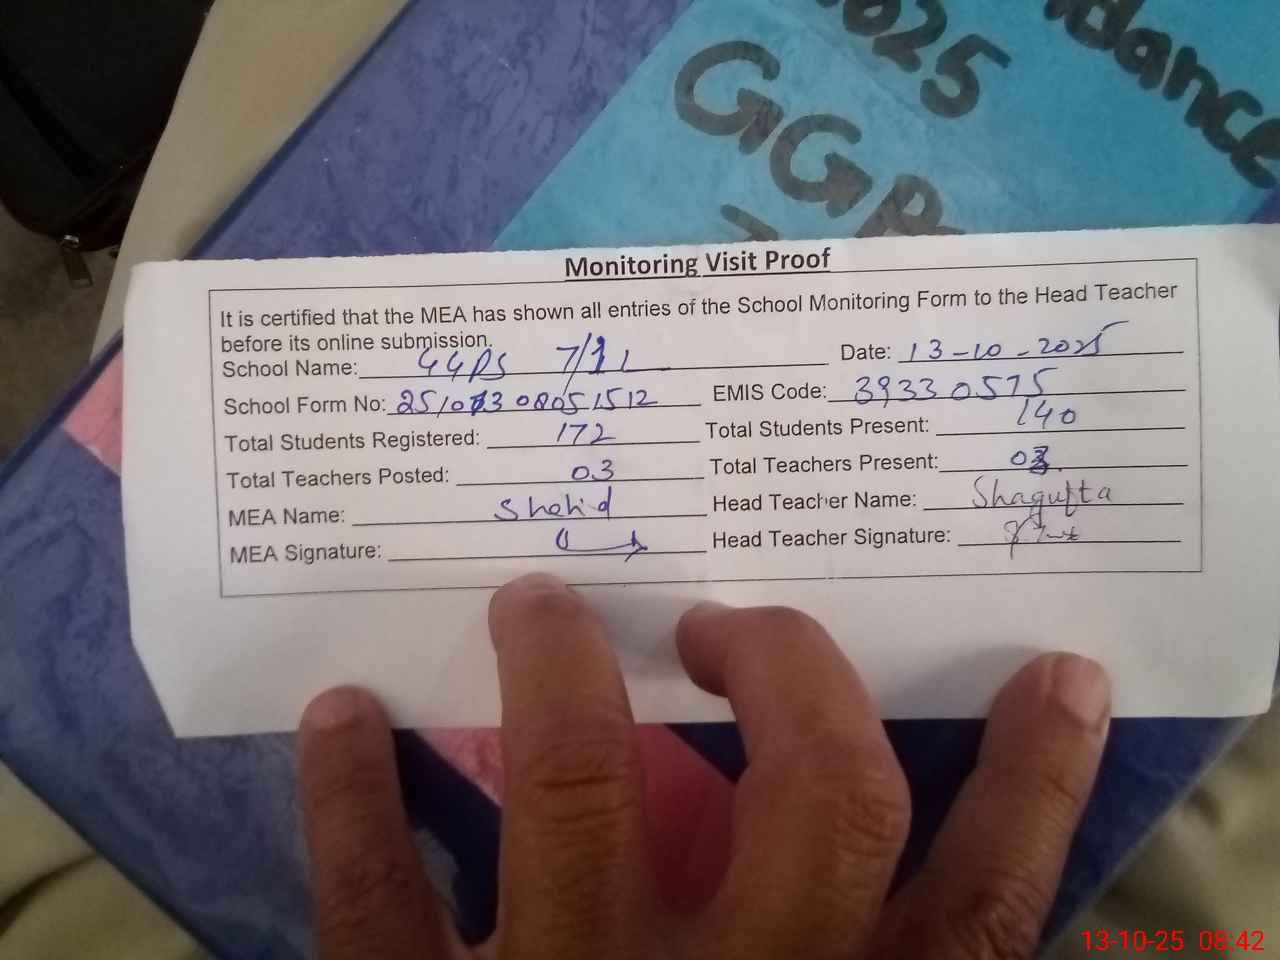 2025
GGP
Monitoring Visit Proof
It is certified that the MEA has shown all entries of the School Monitoring Form to the Head Teacher
before its online submission.
School Name: GGPS 7/1L Date: 13-10-2025
School Form No: EMIS Code: 39330575
Total Students Registered: 172 Total Students Present: 140
Total Teachers Posted: 03 Total Teachers Present: 03
MEA Name: Shahid Head Teacher Name: Shagufta
MEA Signature: Head Teacher Signature:
13-10-25 08:42